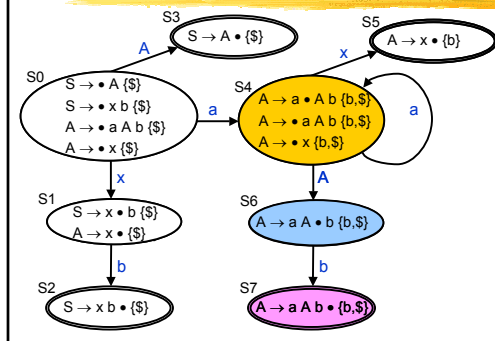 S3
S → A • {$}
S5
A → x • {b}
A
x
S0
S → • A {$}
S → • x b {$}
A → • a A b {$}
A → • x {$}
a
S4
A → a • A b {b,$}
A → • a A b {b,$}
A → • x {b,$}
a
x
A
S1
S → x • b {$}
A → x • {$}
S6
A → a A • b {b,$}
b
b
S2
S → x b • {$}
S7
A → a A b • {b,$}